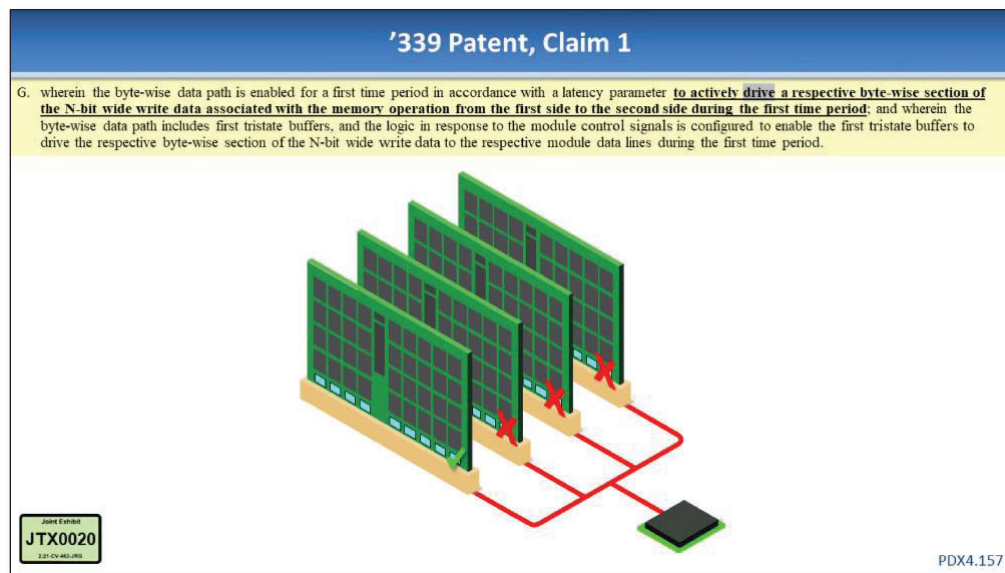 '339 Patent, Claim 1
G. wherein the byte-wise data path is enabled for a first time period in accordance with a latency parameter to actively drive a respective byte-wise section of
the N-bit wide write data associated with the memory operation from the first side to the second side during the first time period; and wherein the
byte-wise data path includes first tristate buffers, and the logic in response to the module control signals is configured to enable the first tristate buffers to
drive the respective byte-wise section of the N-bit wide write data to the respective module data lines during the first time period.
Joint Exhibit
JTX0020
2:21-CV-463-JRG
PDX4.157